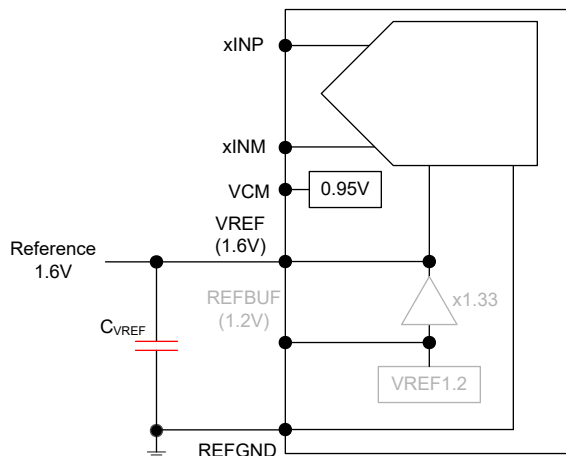 xINP
xINM
VCM
0.95V
VREF
(1.6V)
Reference
1.6V
REFBUF
(1.2V)
x1.33
CVREF
VREF1.2
REFGND